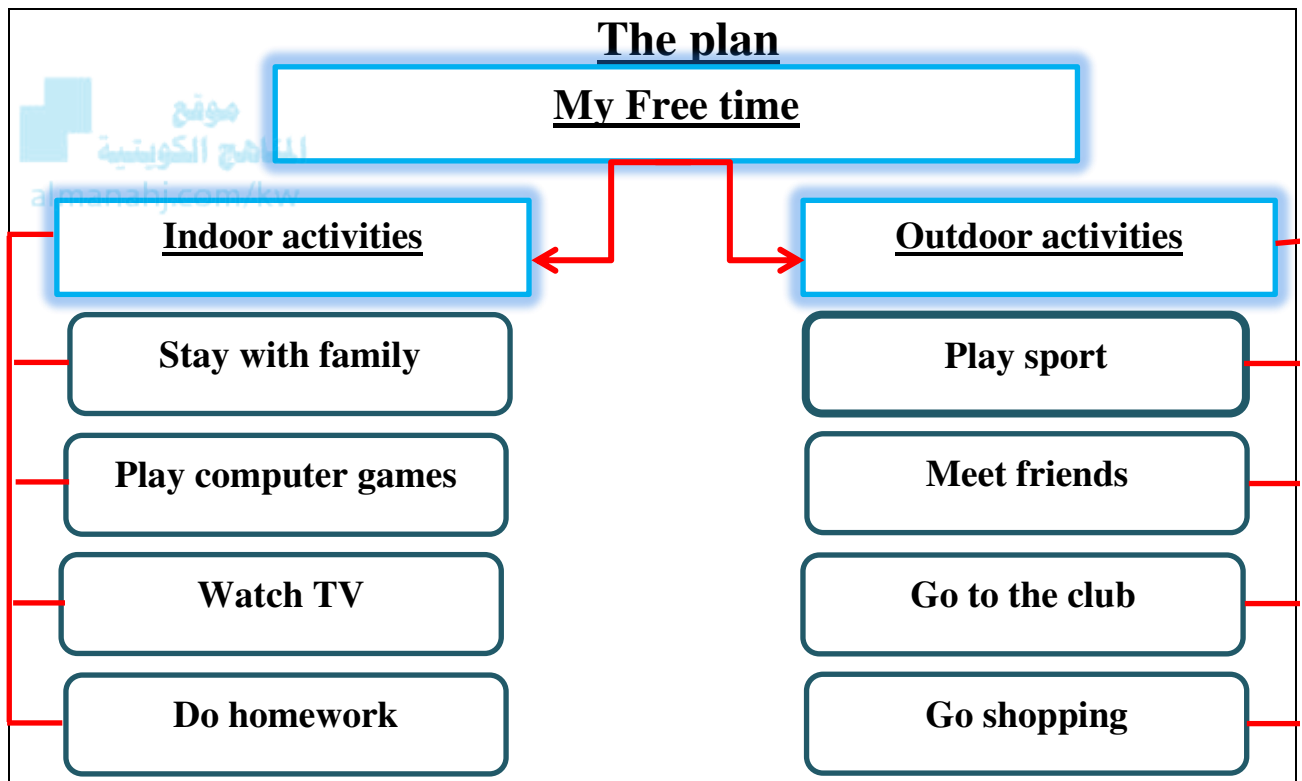 The plan
My Free time
موقع
المناهج الكويتية
almanahj.com/kw
Indoor activities
Outdoor activities
Stay with family
Play sport
Play computer games
Meet friends
Watch TV
Go to the club
Do homework
Go shopping